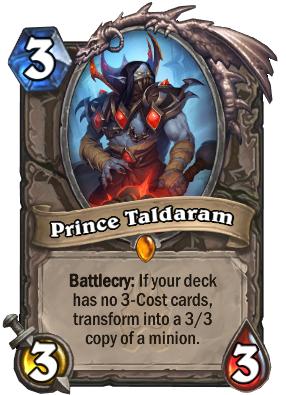 3
Prince Taldaram
Battlecry: If your deck
has no 3-Cost cards,
transform into a 3/3
copy of a minion.
3
3